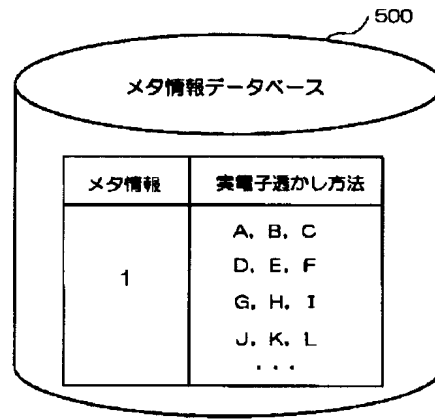 500
メタ情報データベース
メタ情報 実電子透かし方法
1
A, B, C
D, E, F
G, H, I
J, K, L
・・・